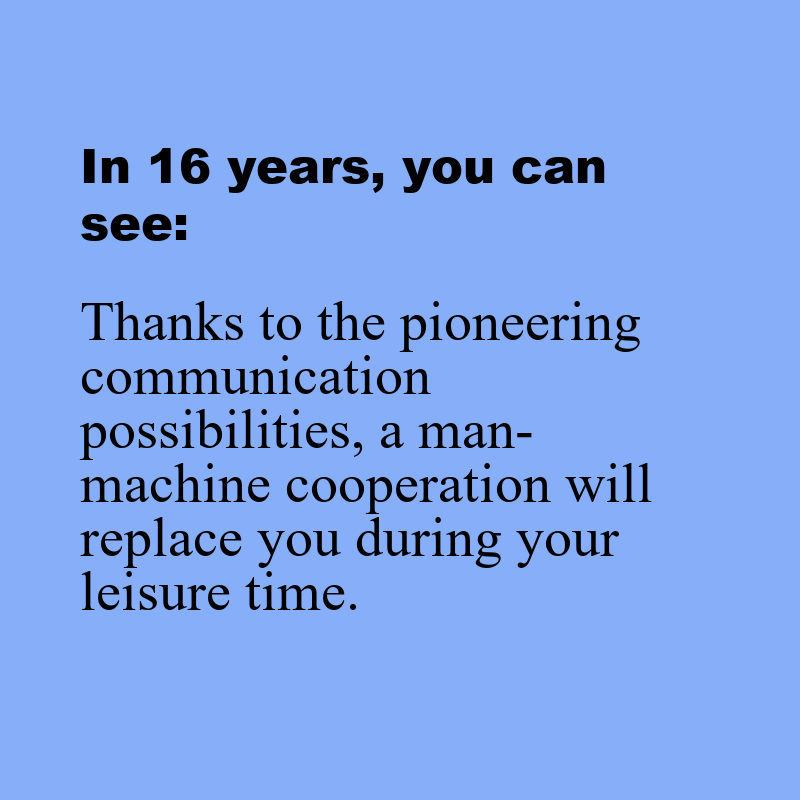 In 16 years, you can
see:
Thanks to the pioneering
communication
possibilities, a man-
machine cooperation will
replace you during your
leisure time.